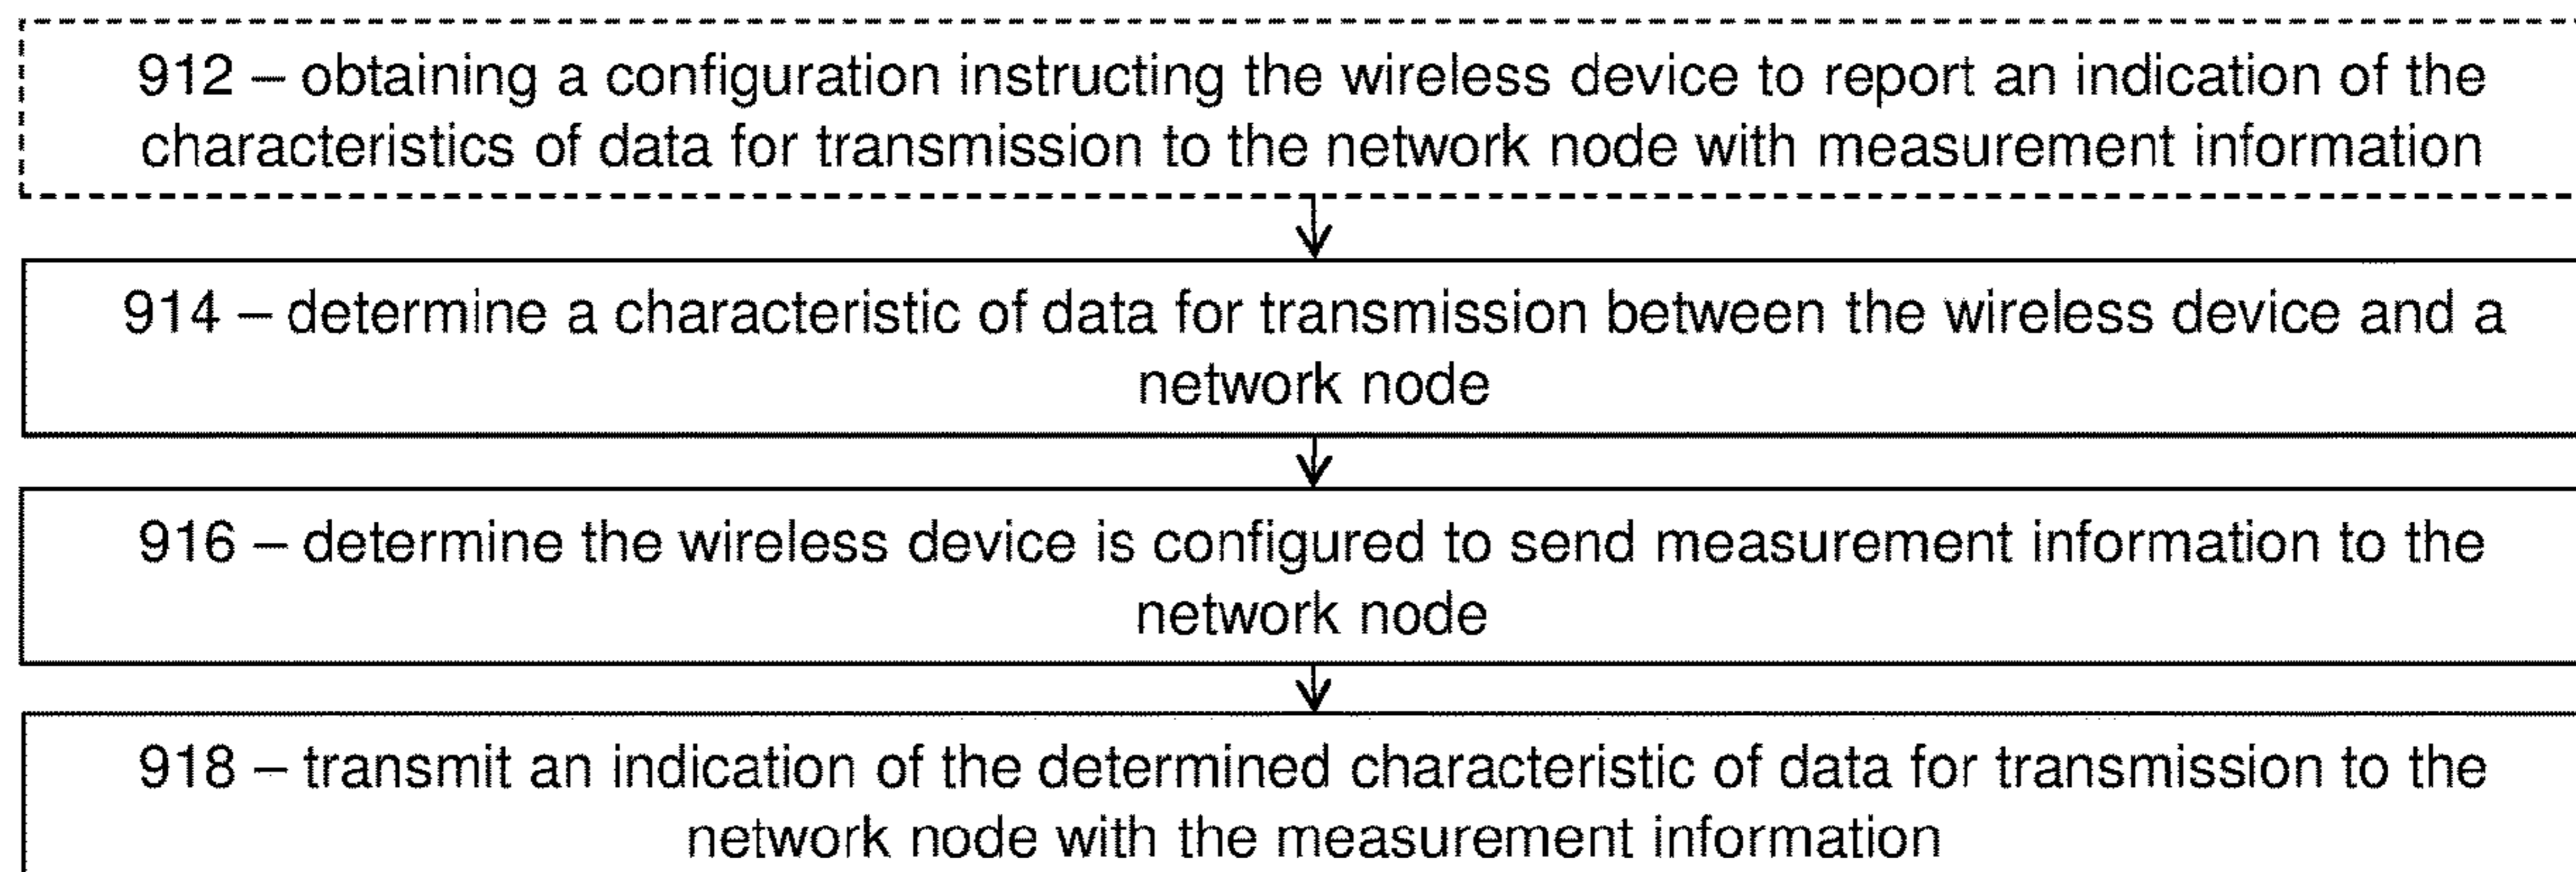 912 – obtaining a configuration instructing the wireless device to report an indication of the
characteristics of data for transmission to the network node with measurement information
914 – determine a characteristic of data for transmission between the wireless device and a
network node
916 – determine the wireless device is configured to send measurement information to the
network node
918 – transmit an indication of the determined characteristic of data for transmission to the
network node with the measurement information